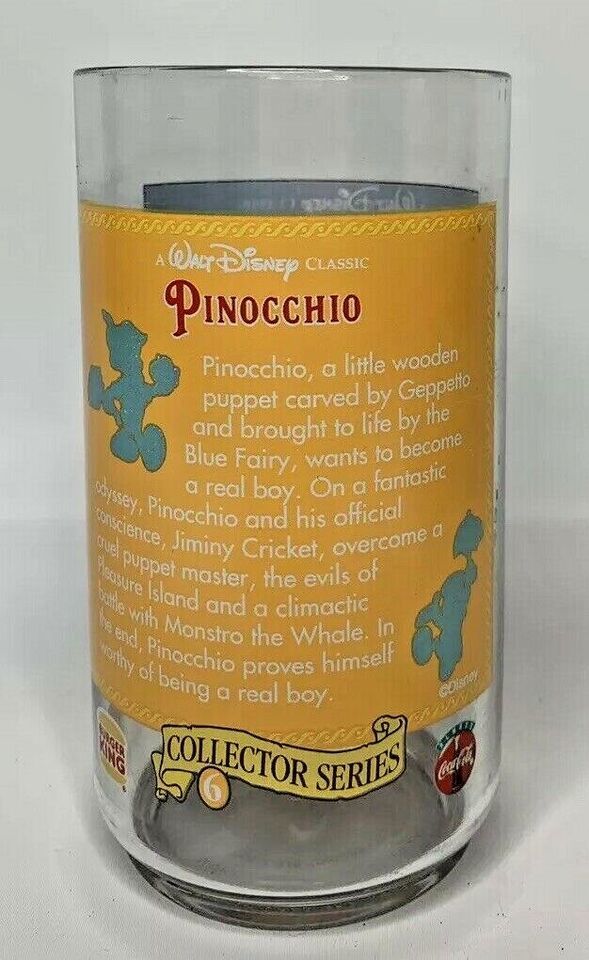 A WALT DISNEY CLASSIC
PINOCCHIO
Pinocchio, a little wooden
puppet carved by Geppetto
and brought to life by the
Blue Fairy, wants to become
a real boy. On a fantastic
odyssey, Pinocchio and his official
conscience, Jiminy Cricket, overcome a
cruel puppet master, the evils of
Pleasure Island and a climactic
battle with Monstro the Whale. In
the end, Pinocchio proves himself
worthy of being a real boy.
©Disney
BURGER
KING
®
COLLECTOR SERIES
6
ALWAYS
Coca-Cola